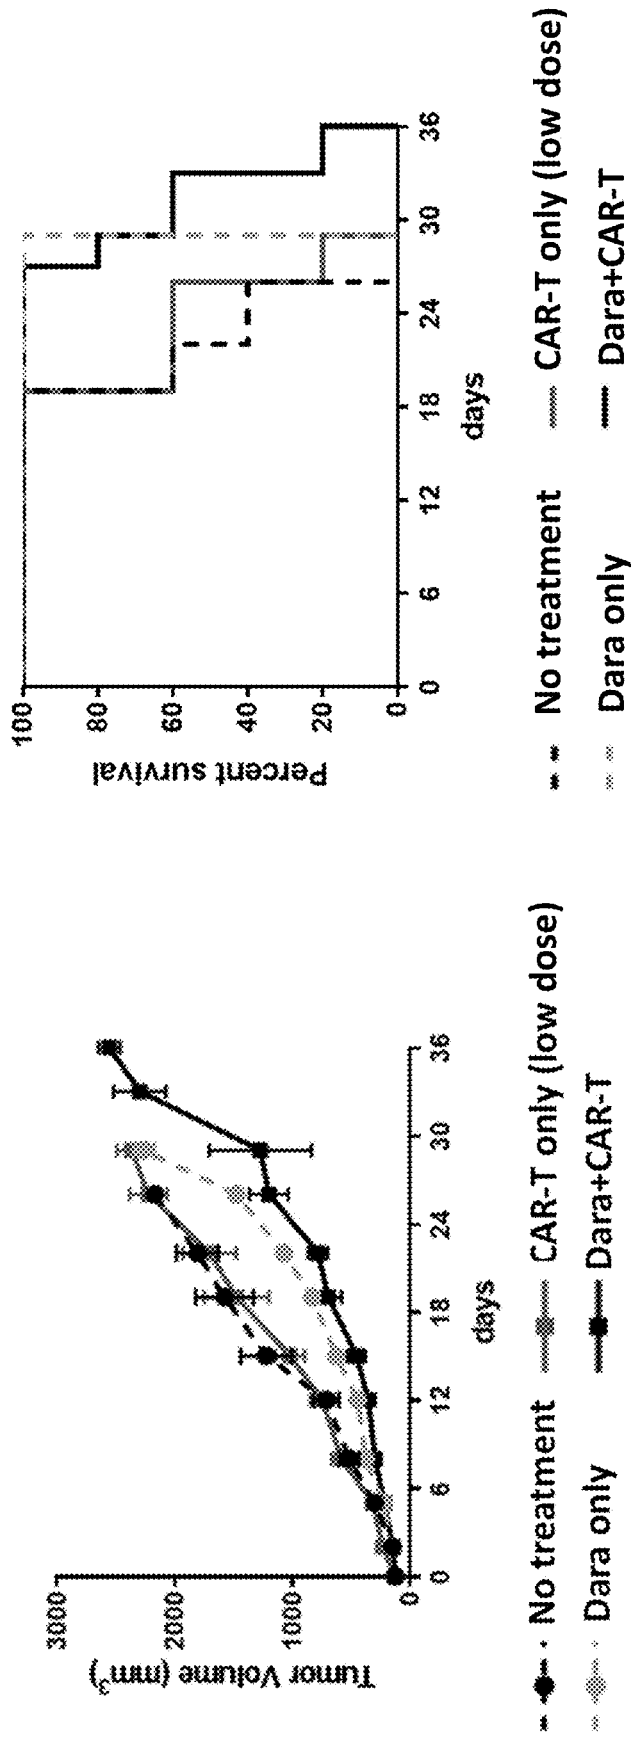 Tumor Volume (mm³)
3000
2000
1000
0
0 6 12 18 24 30 36
days
No treatment CAR-T only (low dose)
Dara only Dara+CAR-T
Percent survival
100
80
60
40
20
0
0 6 12 18 24 30 36
days
No treatment CAR-T only (low dose)
Dara only Dara+CAR-T